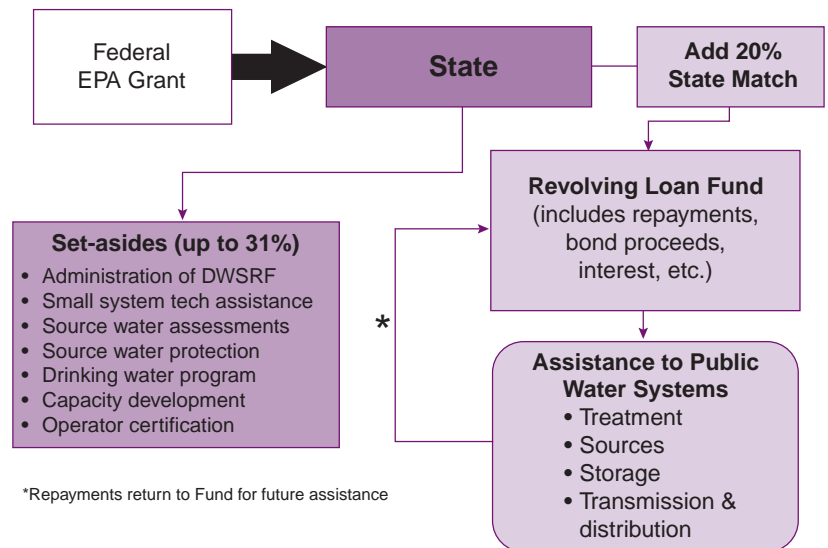 Federal
EPA Grant
State
Add 20%
State Match
Revolving Loan Fund
(includes repayments,
bond proceeds,
interest, etc.)
Set-asides (up to 31%)
• Administration of DWSRF
• Small system tech assistance
• Source water assessments
• Source water protection
• Drinking water program
• Capacity development
• Operator certification
*
Assistance to Public
Water Systems
• Treatment
• Sources
• Storage
• Transmission &
distribution
*Repayments return to Fund for future assistance